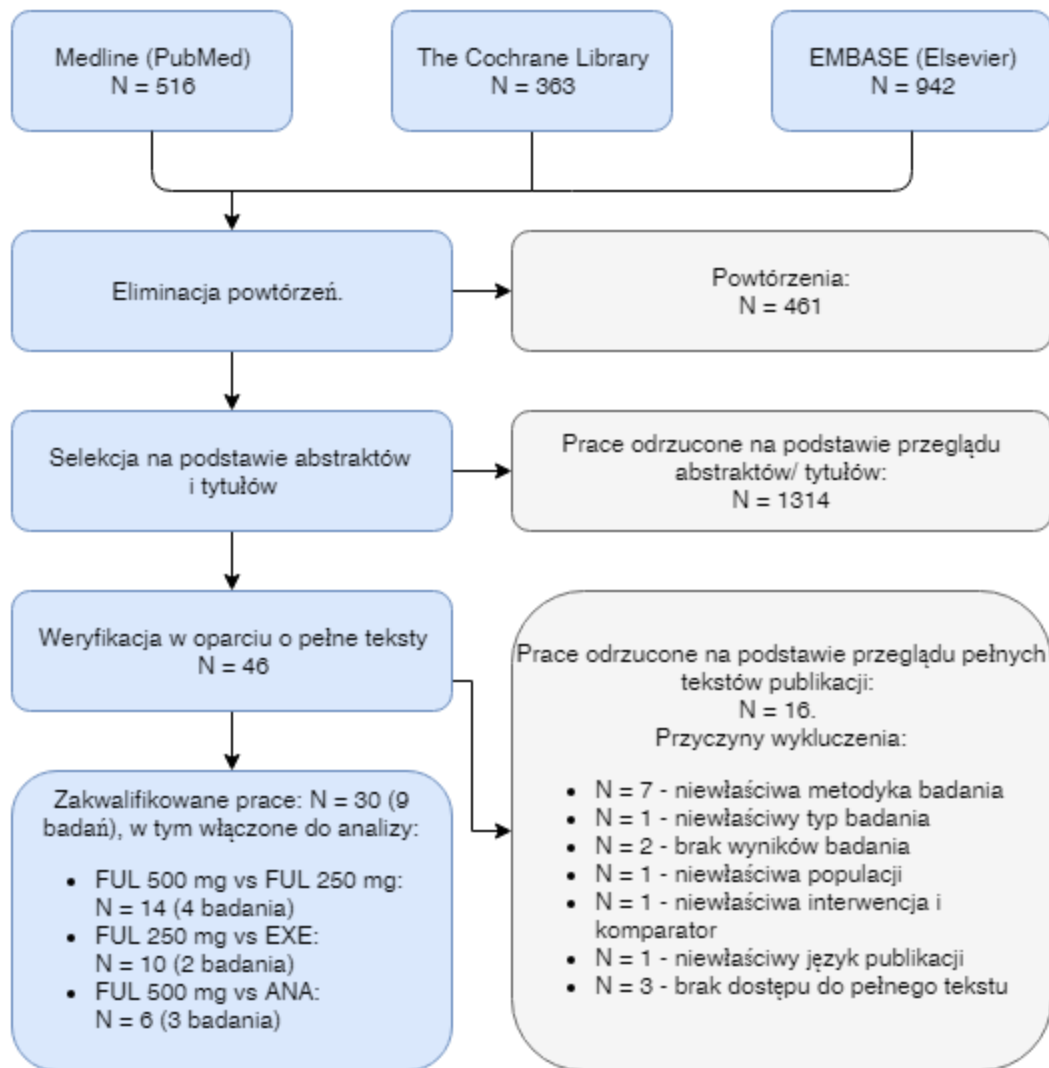 Medline (PubMed)
N = 516
The Cochrane Library
N = 363
EMBASE (Elsevier)
N = 942
Eliminacja powtórzeń.
Powtórzenia:
N = 461
Selekcja na podstawie abstraktów
i tytułów
Prace odrzucone na podstawie przeglądu
abstraktów/ tytułów:
N = 1314
Weryfikacja w oparciu o pełne teksty
N = 46
Prace odrzucone na podstawie przeglądu pełnych
tekstów publikacji:
N = 16.
Przyczyny wykluczenia:
• N = 7 - niewłaściwa metodyka badania
• N = 1 - niewłaściwy typ badania
• N = 2 - brak wyników badania
• N = 1 - niewłaściwa populacji
• N = 1 - niewłaściwa interwencja i
komparator
• N = 1 - niewłaściwy język publikacji
• N = 3 - brak dostępu do pełnego tekstu
Zakwalifikowane prace: N = 30 (9
badań), w tym włączone do analizy:
• FUL 500 mg vs FUL 250 mg:
N = 14 (4 badania)
• FUL 250 mg vs EXE:
N = 10 (2 badania)
• FUL 500 mg vs ANA:
N = 6 (3 badania)